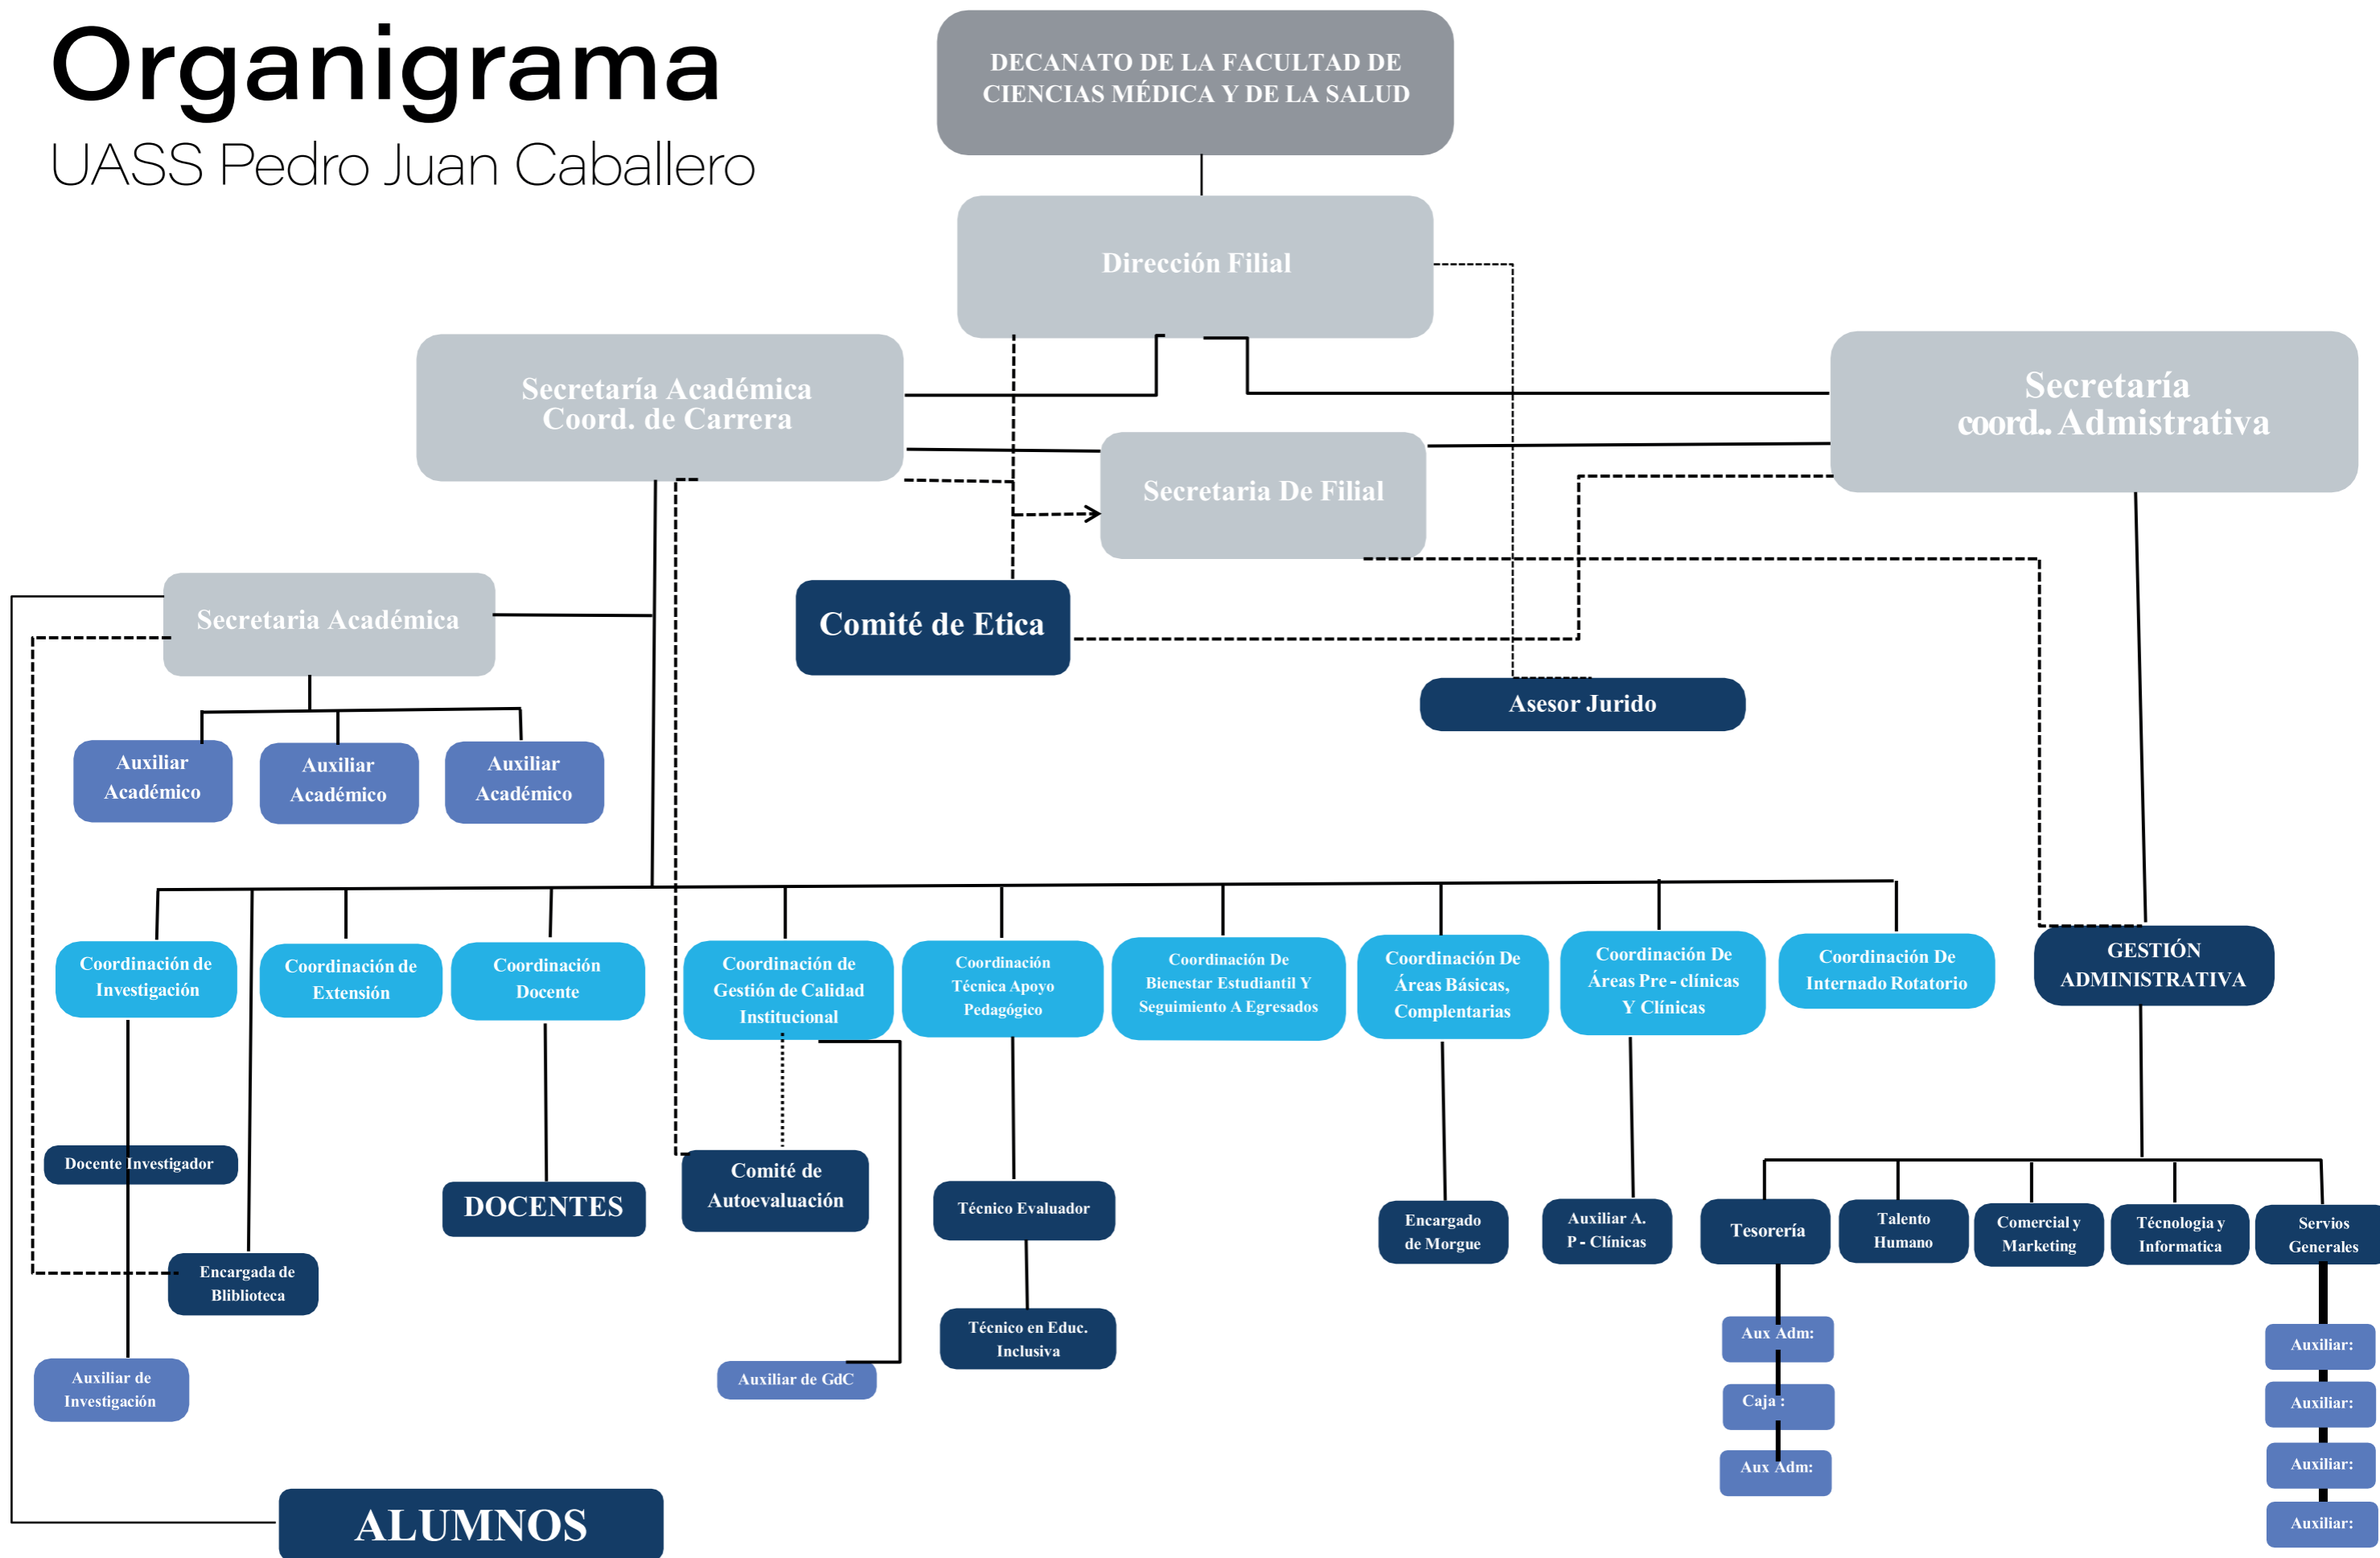 Organigrama
UASS Pedro Juan Caballero
DECANATO DE LA FACULTAD DE
CIENCIAS MÉDICA Y DE LA SALUD
Dirección Filial
Secretaría Académica
Coord. de Carrera
Secretaría
coord.. Admistrativa
Secretaria De Filial
Secretaria Académica
Comité de Etica
Asesor Jurido
Auxiliar
Académico
Auxiliar
Académico
Auxiliar
Académico
Coordinación de
Investigación
Coordinación de
Extensión
Coordinación
Docente
Coordinación de
Gestión de Calidad
Institucional
Coordinación
Técnica Apoyo
Pedagógico
Coordinación De
Bienestar Estudiantil Y
Seguimiento A Egresados
Coordinación De
Áreas Básicas,
Complentarias
Coordinación De
Áreas Pre - clínicas
Y Clínicas
Coordinación De
Internado Rotatorio
GESTIÓN
ADMINISTRATIVA
Docente Investigador
DOCENTES
Comité de
Autoevaluación
Técnico Evaluador
Encargado
de Morgue
Auxiliar A.
P - Clínicas
Tesorería
Talento
Humano
Comercial y
Marketing
Técnologia y
Informatica
Servios
Generales
Encargada de
Bliblioteca
Técnico en Educ.
Inclusiva
Auxiliar de
Investigación
Auxiliar de GdC
Aux Adm:
Caja :
Aux Adm:
Auxiliar:
Auxiliar:
Auxiliar:
Auxiliar:
ALUMNOS